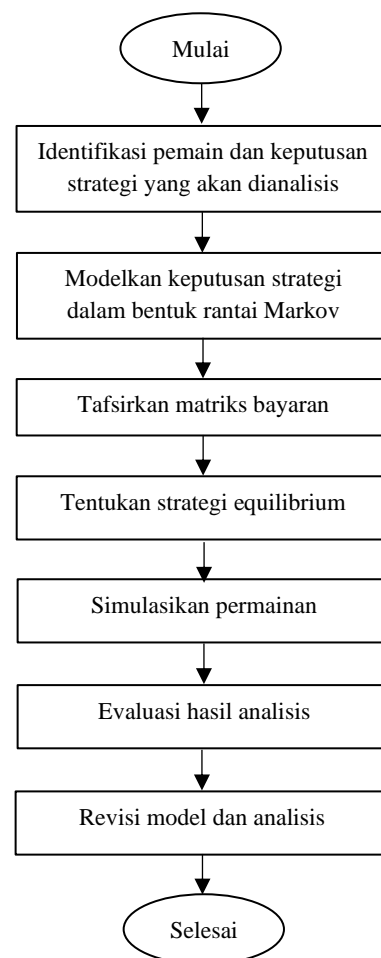 Mulai
Identifikasi pemain dan keputusan
strategi yang akan dianalisis
Modelkan keputusan strategi
dalam bentuk rantai Markov
Tafsirkan matriks bayaran
Tentukan strategi equilibrium
Simulasikan permainan
Evaluasi hasil analisis
Revisi model dan analisis
Selesai